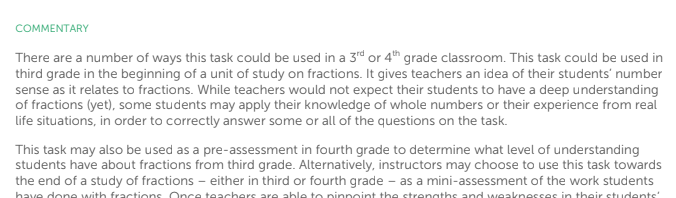 COMMENTARY
There are a number of ways this task could be used in a 3rd or 4th grade classroom. This task could be used in
third grade in the beginning of a unit of study on fractions. It gives teachers an idea of their students' number
sense as it relates to fractions. While teachers would not expect their students to have a deep understanding
of fractions (yet), some students may apply their knowledge of whole numbers or their experience from real
life situations, in order to correctly answer some or all of the questions on the task.
This task may also be used as a pre-assessment in fourth grade to determine what level of understanding
students have about fractions from third grade. Alternatively, instructors may choose to use this task towards
the end of a study of fractions – either in third or fourth grade – as a mini-assessment of the work students
have done with fractions. Once teachers are able to pinpoint the strengths and weaknesses in their students'